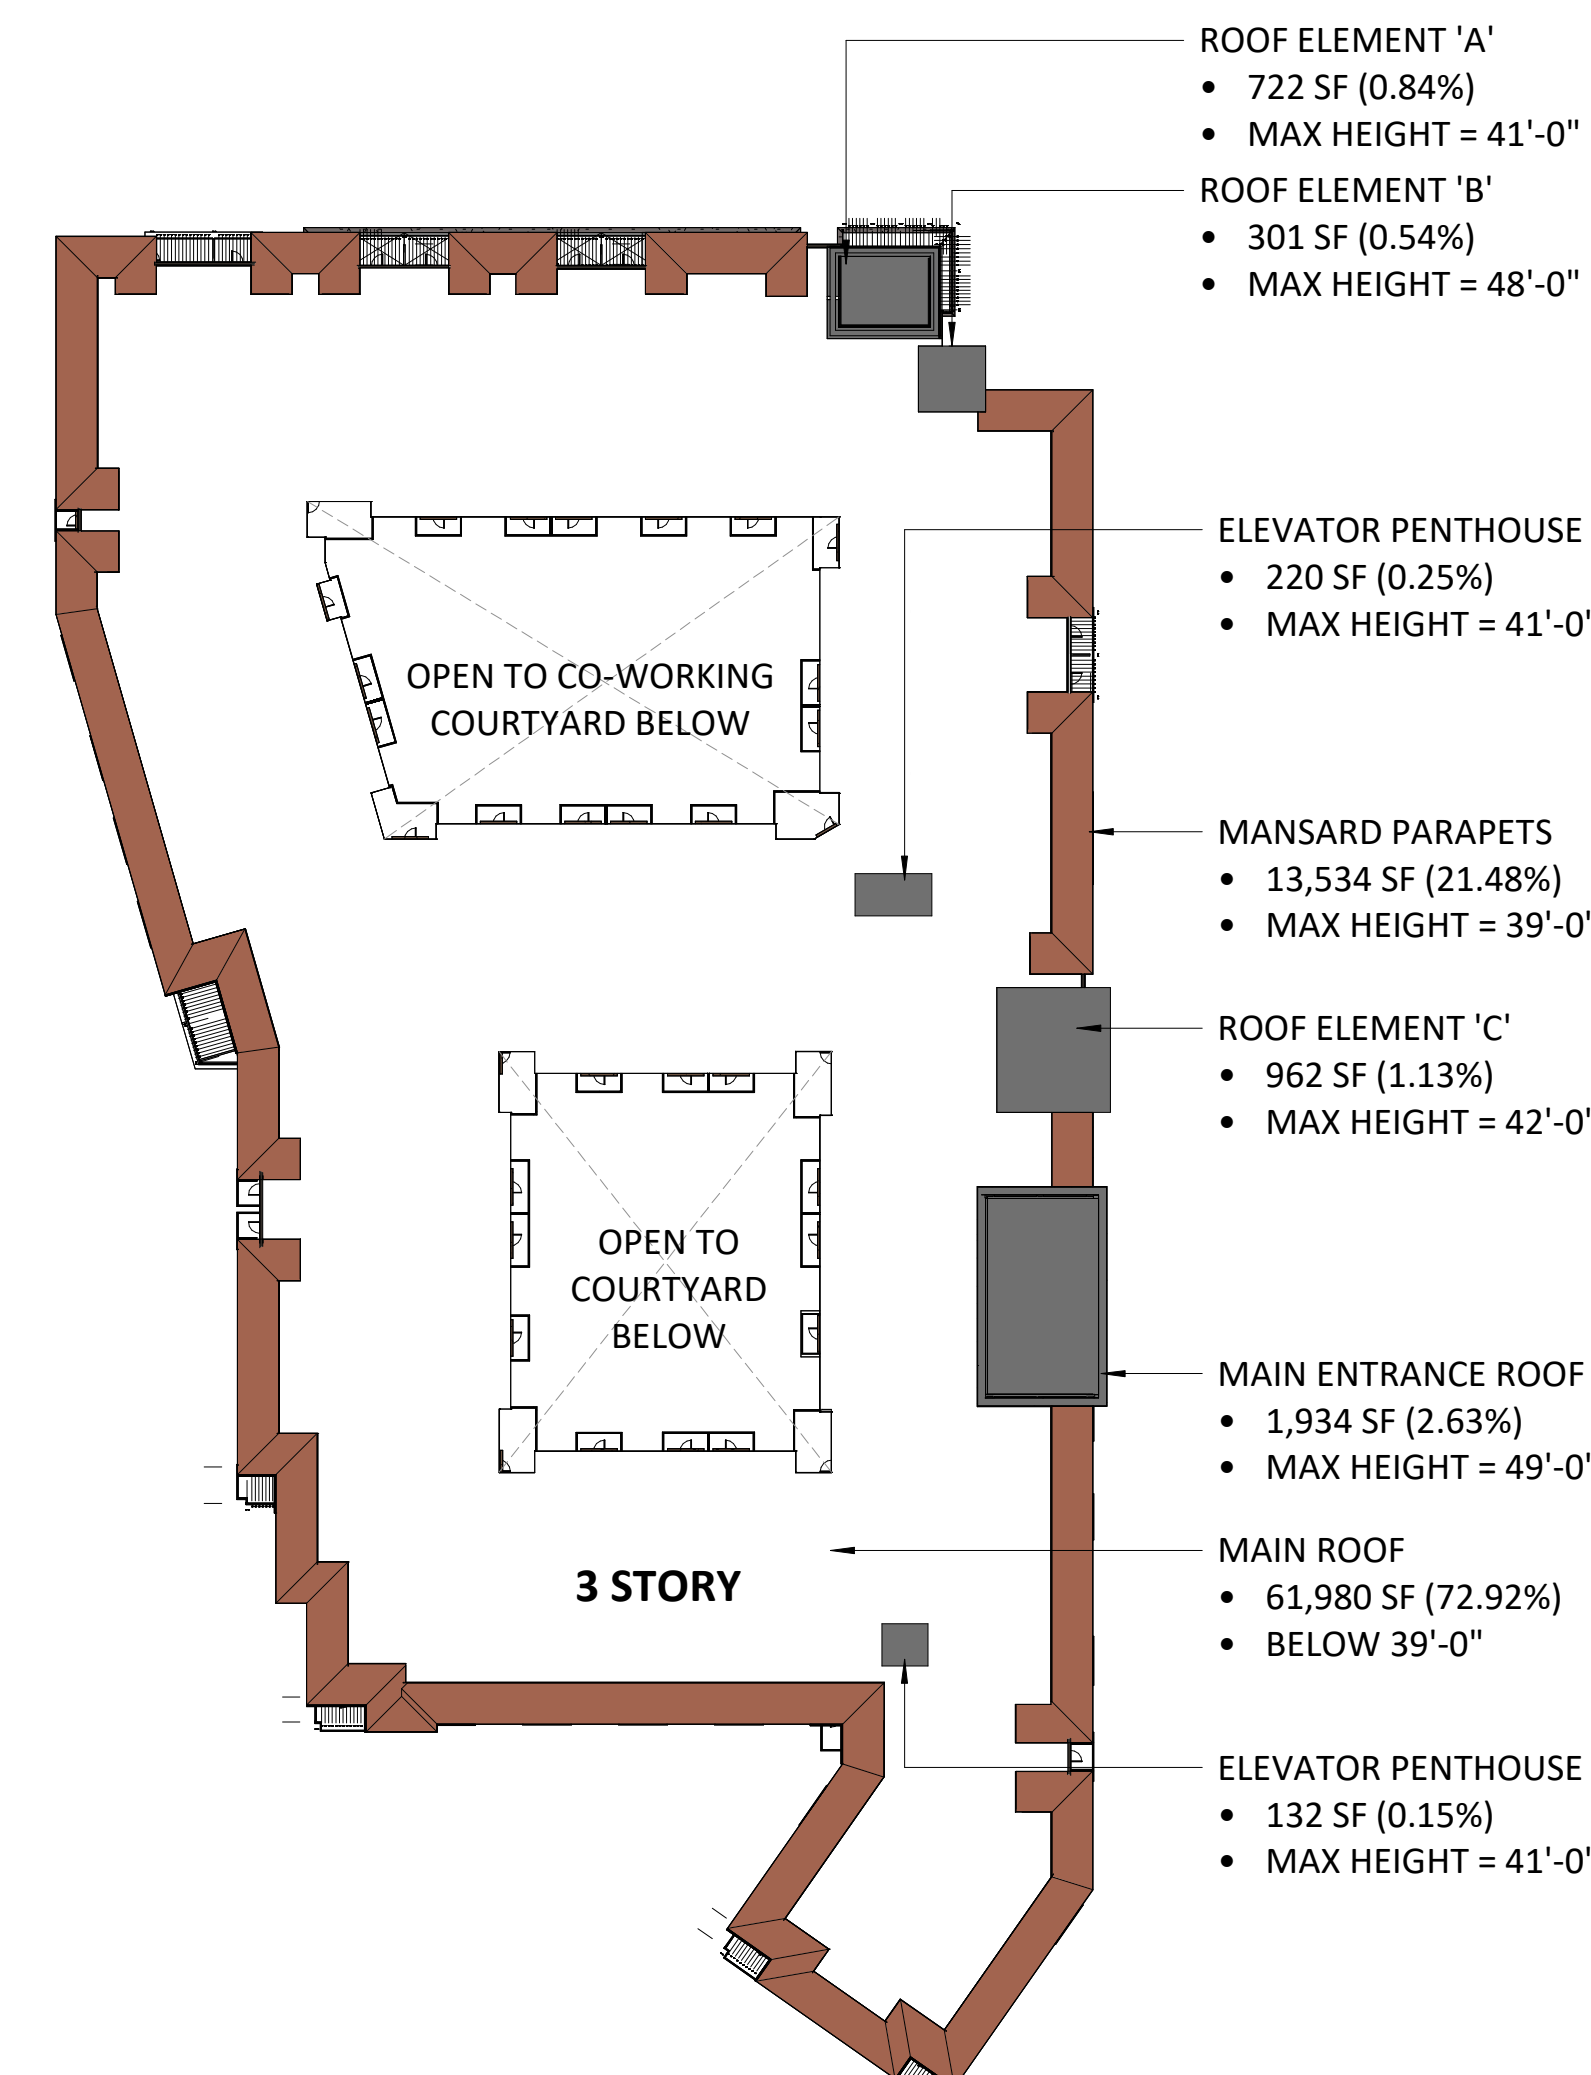 ROOF ELEMENT 'A'
• 722 SF (0.84%)
• MAX HEIGHT = 41'-0"
ROOF ELEMENT 'B'
• 301 SF (0.54%)
• MAX HEIGHT = 48'-0"
ELEVATOR PENTHOUSE
• 220 SF (0.25%)
• MAX HEIGHT = 41'-0'
OPEN TO CO-WORKING
COURTYARD BELOW
MANSARD PARAPETS
• 13,534 SF (21.48%)
• MAX HEIGHT = 39'-0'
ROOF ELEMENT 'C'
• 962 SF (1.13%)
• MAX HEIGHT = 42'-0'
OPEN TO
COURTYARD
BELOW
MAIN ENTRANCE ROOF
• 1,934 SF (2.63%)
• MAX HEIGHT = 49'-0'
MAIN ROOF
• 61,980 SF (72.92%)
• BELOW 39'-0"
3 STORY
ELEVATOR PENTHOUSE
• 132 SF (0.15%)
• MAX HEIGHT = 41'-0'